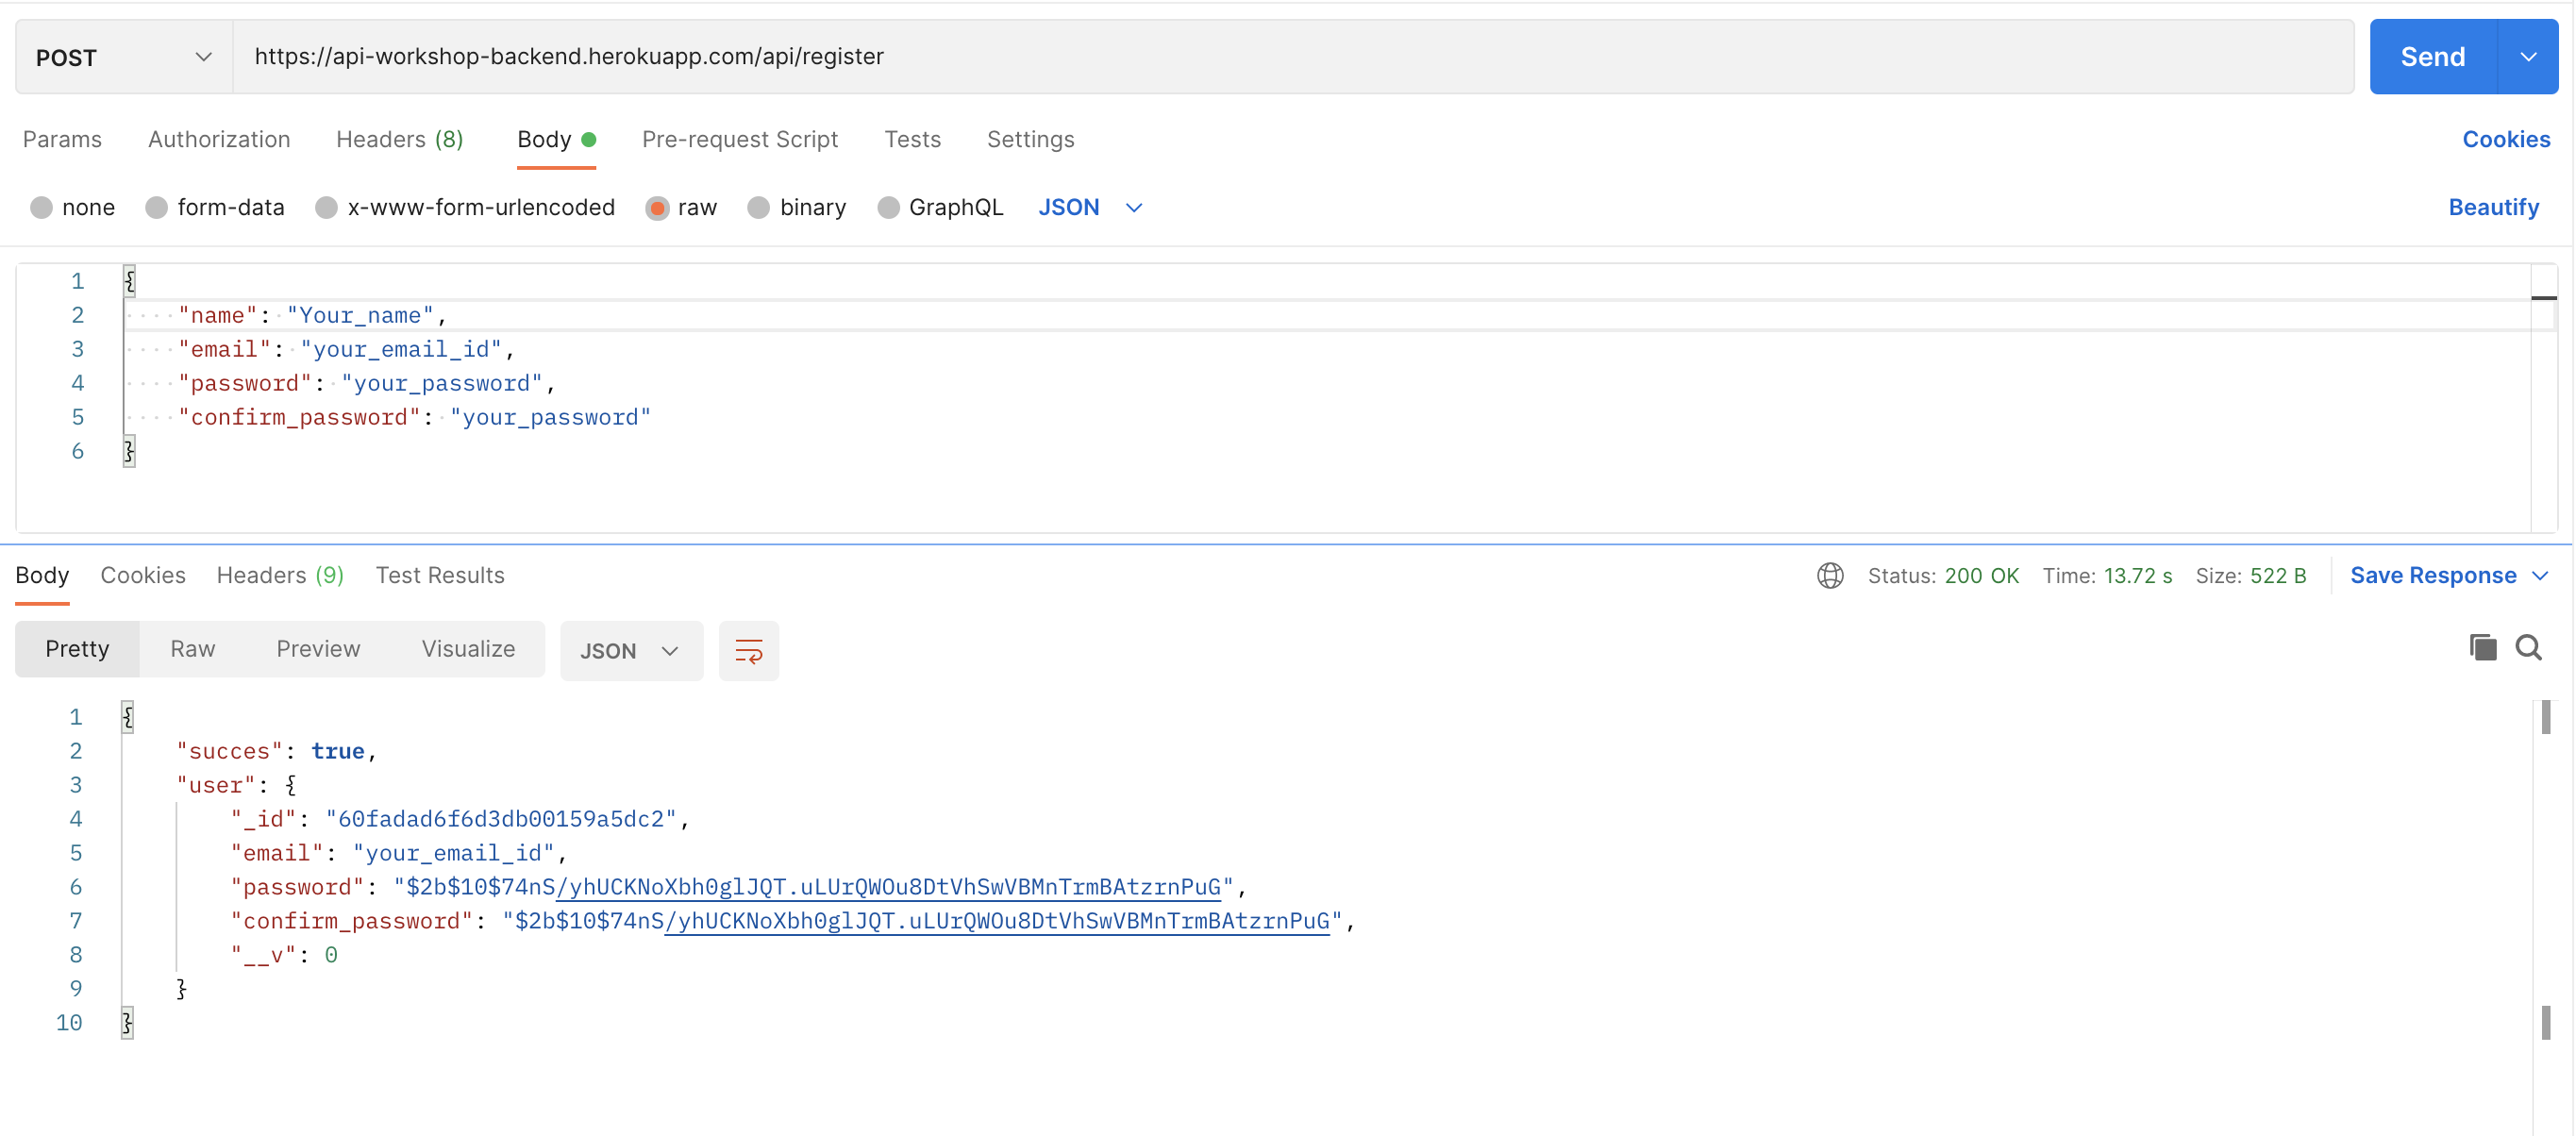 POST https://api-workshop-backend.herokuapp.com/api/register Send
Params Authorization Headers (8) Body Pre-request Script Tests Settings Cookies
none form-data x-www-form-urlencoded raw binary GraphQL JSON Beautify
1 {
2 "name": "Your_name",
3 "email": "your_email_id",
4 "password": "your_password",
5 "confirm_password": "your_password"
6 }
Body Cookies Headers (9) Test Results Status: 200 OK Time: 13.72 s Size: 522 B Save Response
Pretty Raw Preview Visualize JSON
1 {
2 "succes": true,
3 "user": {
4 "_id": "60fadad6f6d3db00159a5dc2",
5 "email": "your_email_id",
6 "password": "$2b$10$74nS/yhUCKNoXbh0glJQT.uLUrQWOu8DtVhSwVBMnTrmBAtzrnPuG",
7 "confirm_password": "$2b$10$74nS/yhUCKNoXbh0glJQT.uLUrQWOu8DtVhSwVBMnTrmBAtzrnPuG",
8 "__v": 0
9 }
10 }